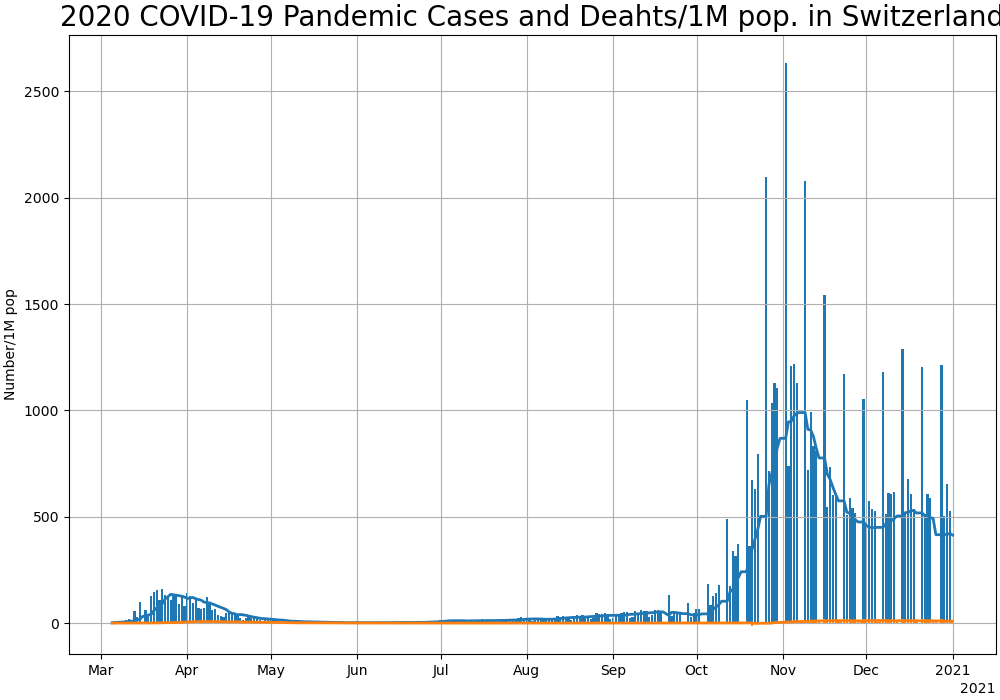 2020 COVID-19 Pandemic Cases and Deahts/1M pop. in Switzerland
Number/1M pop
2500
2000
1500
1000
500
0
Mar Apr May Jun Jul Aug Sep Oct Nov Dec 2021
2021